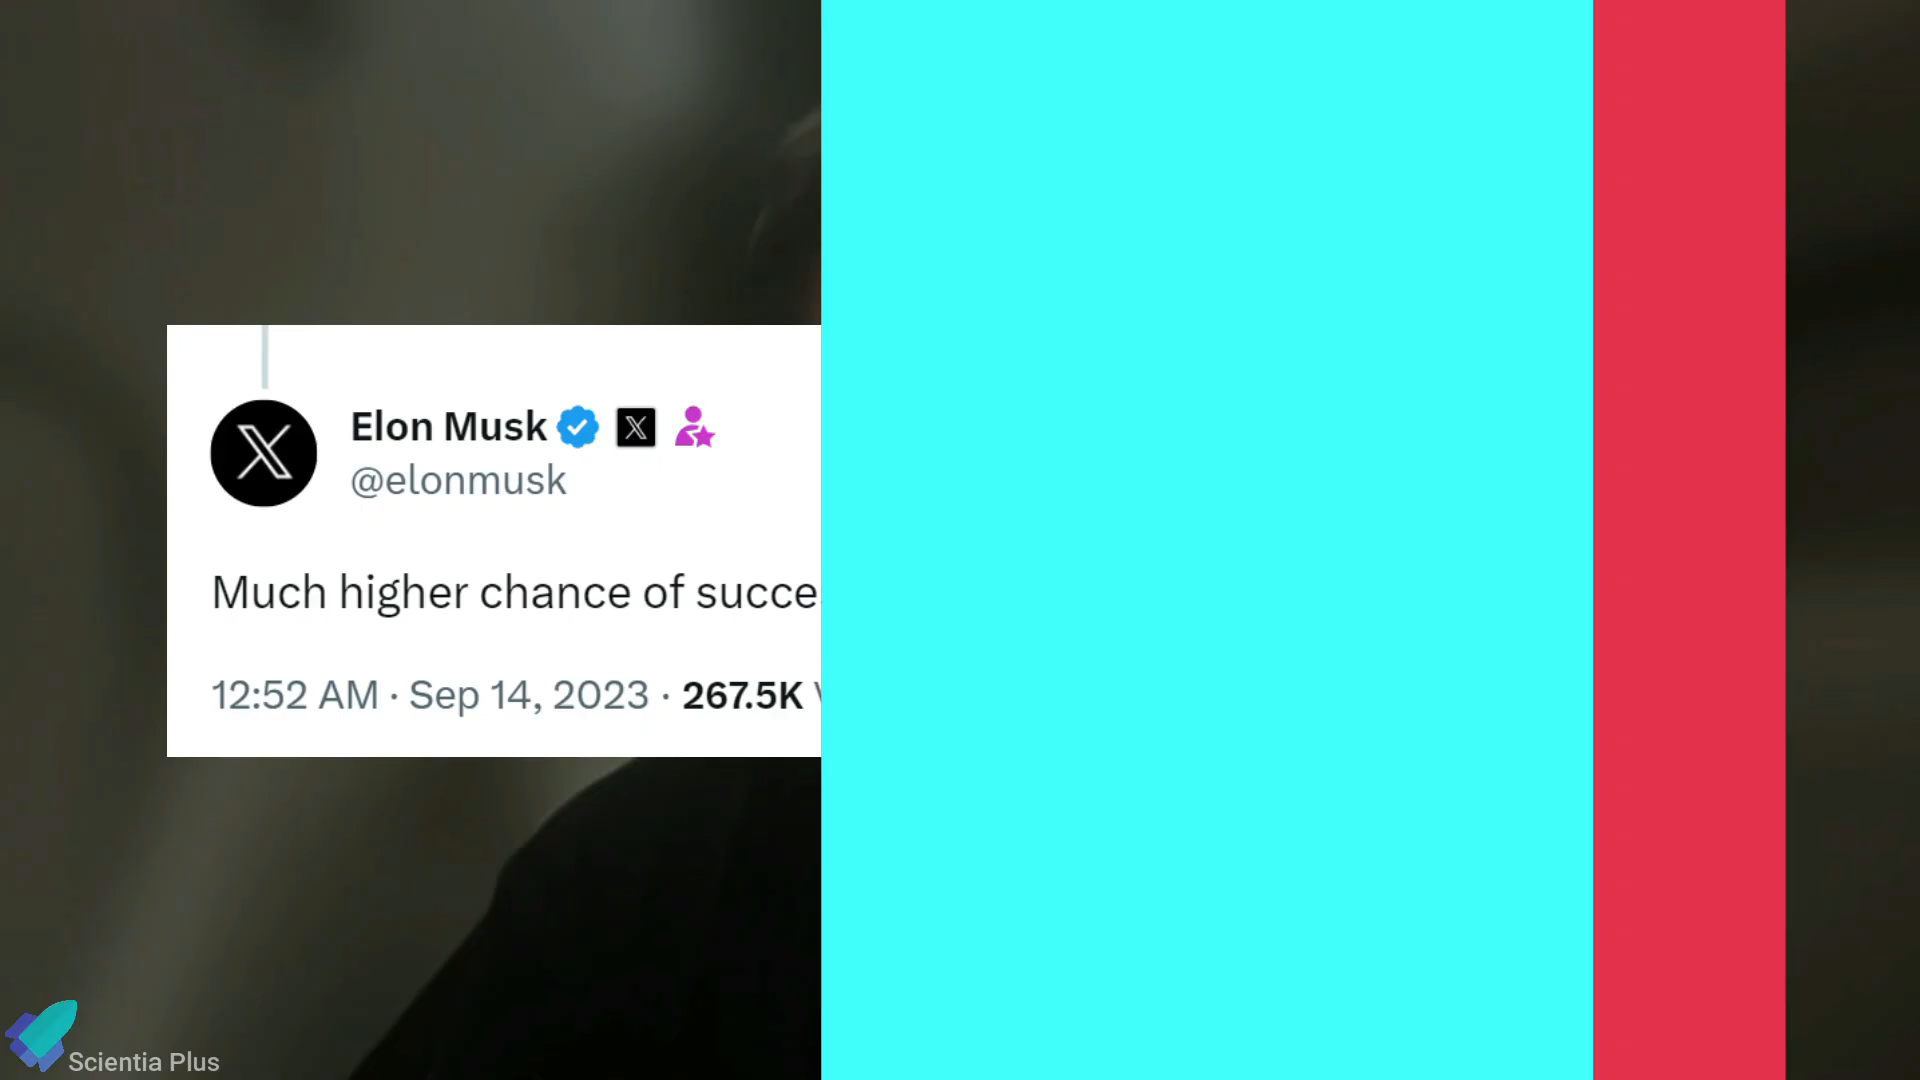 Elon Musk
@elonmusk
Much higher chance of succe
12:52 AM · Sep 14, 2023 · 267.5K
Scientia Plus